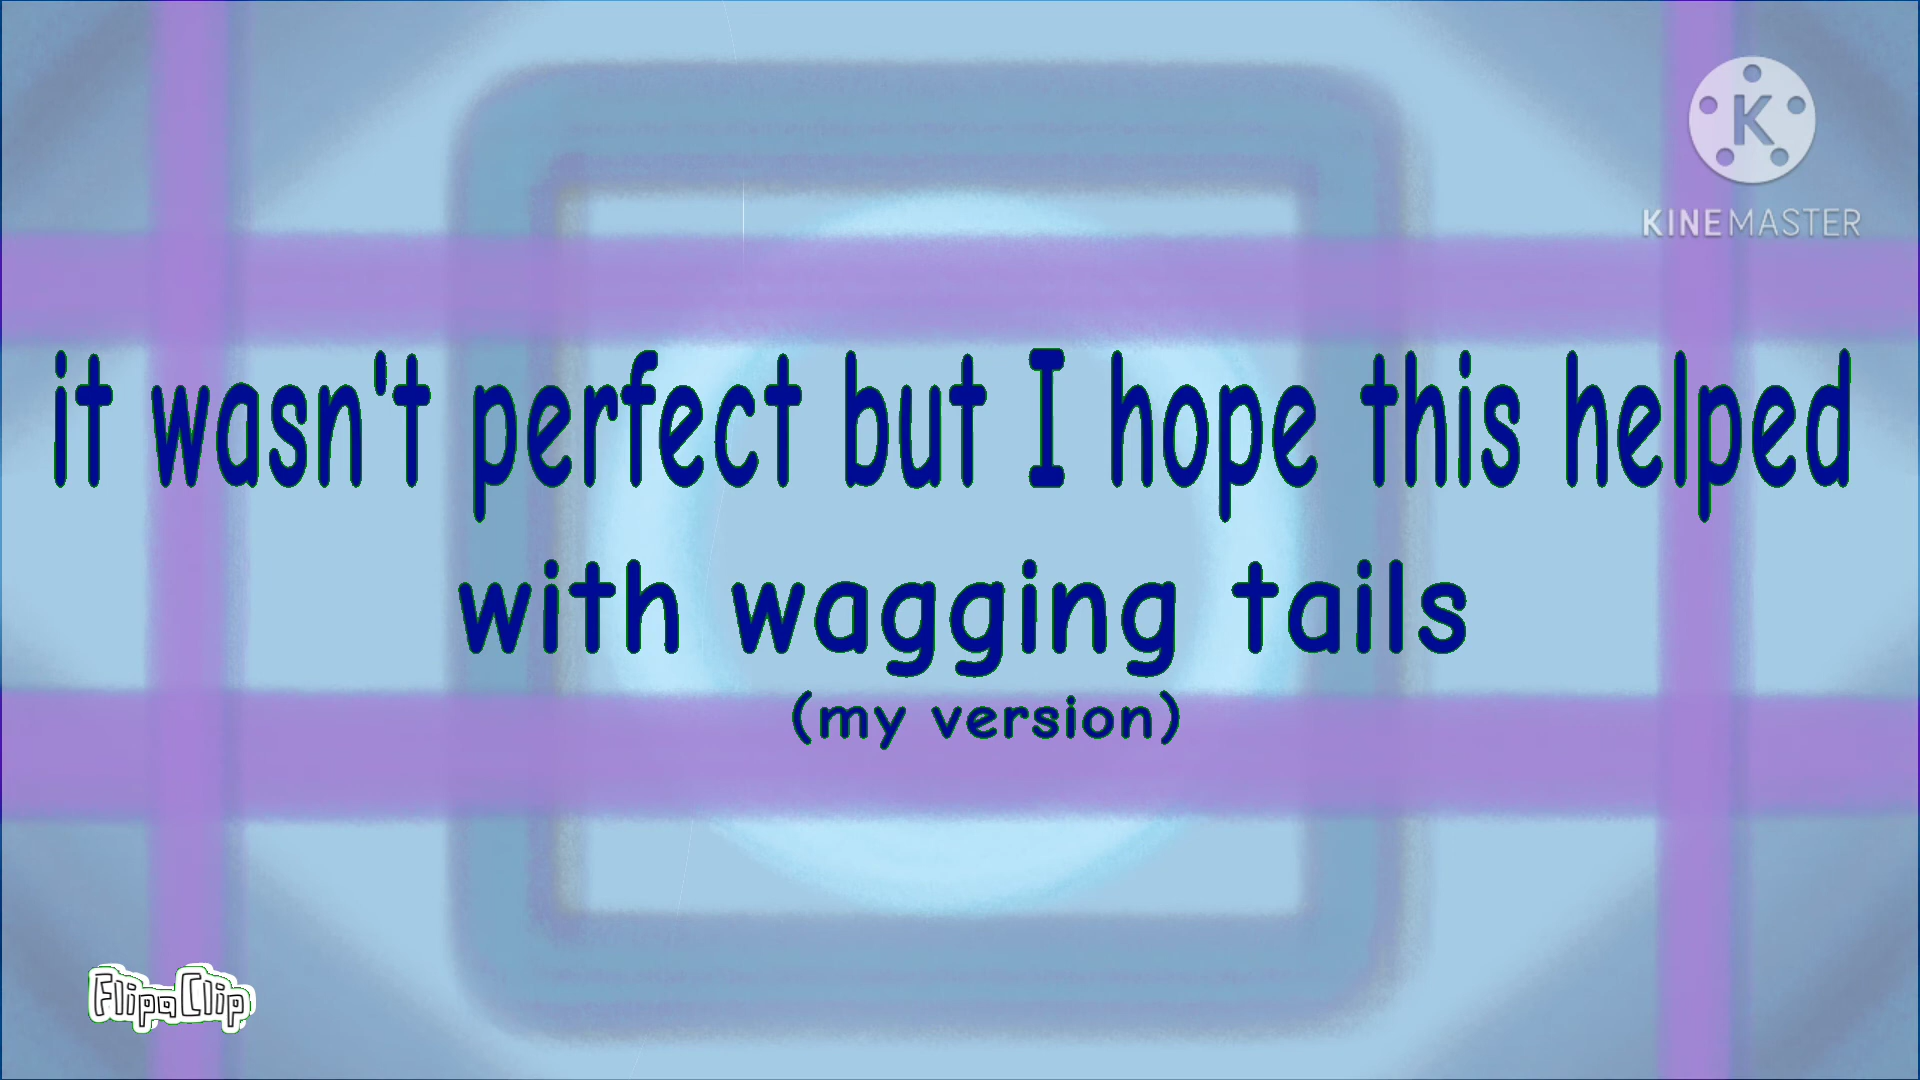 K
KINEMASTER
it wasn't perfect but I hope this helped
with wagging tails
(my version)
FlipaClip